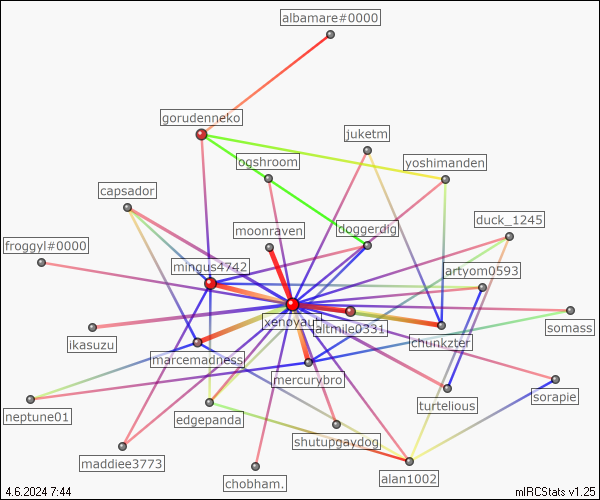 albamare#0000
gorudenneko
juketm
ogshroom
yoshimanden
capsador
duck_1245
moonraven
doggerdig
froggyl#0000
mingus4742
artyom0593
xenoyaup
altmile0331
somass
ikasuzu
chunkzter
marcemadness
mercurybro
neptune01
turtelious
sorapie
edgepanda
shutupgaydog
maddiee3773
chobham.
alan1002
4.6.2024 7:44
mIRCStats v1.25